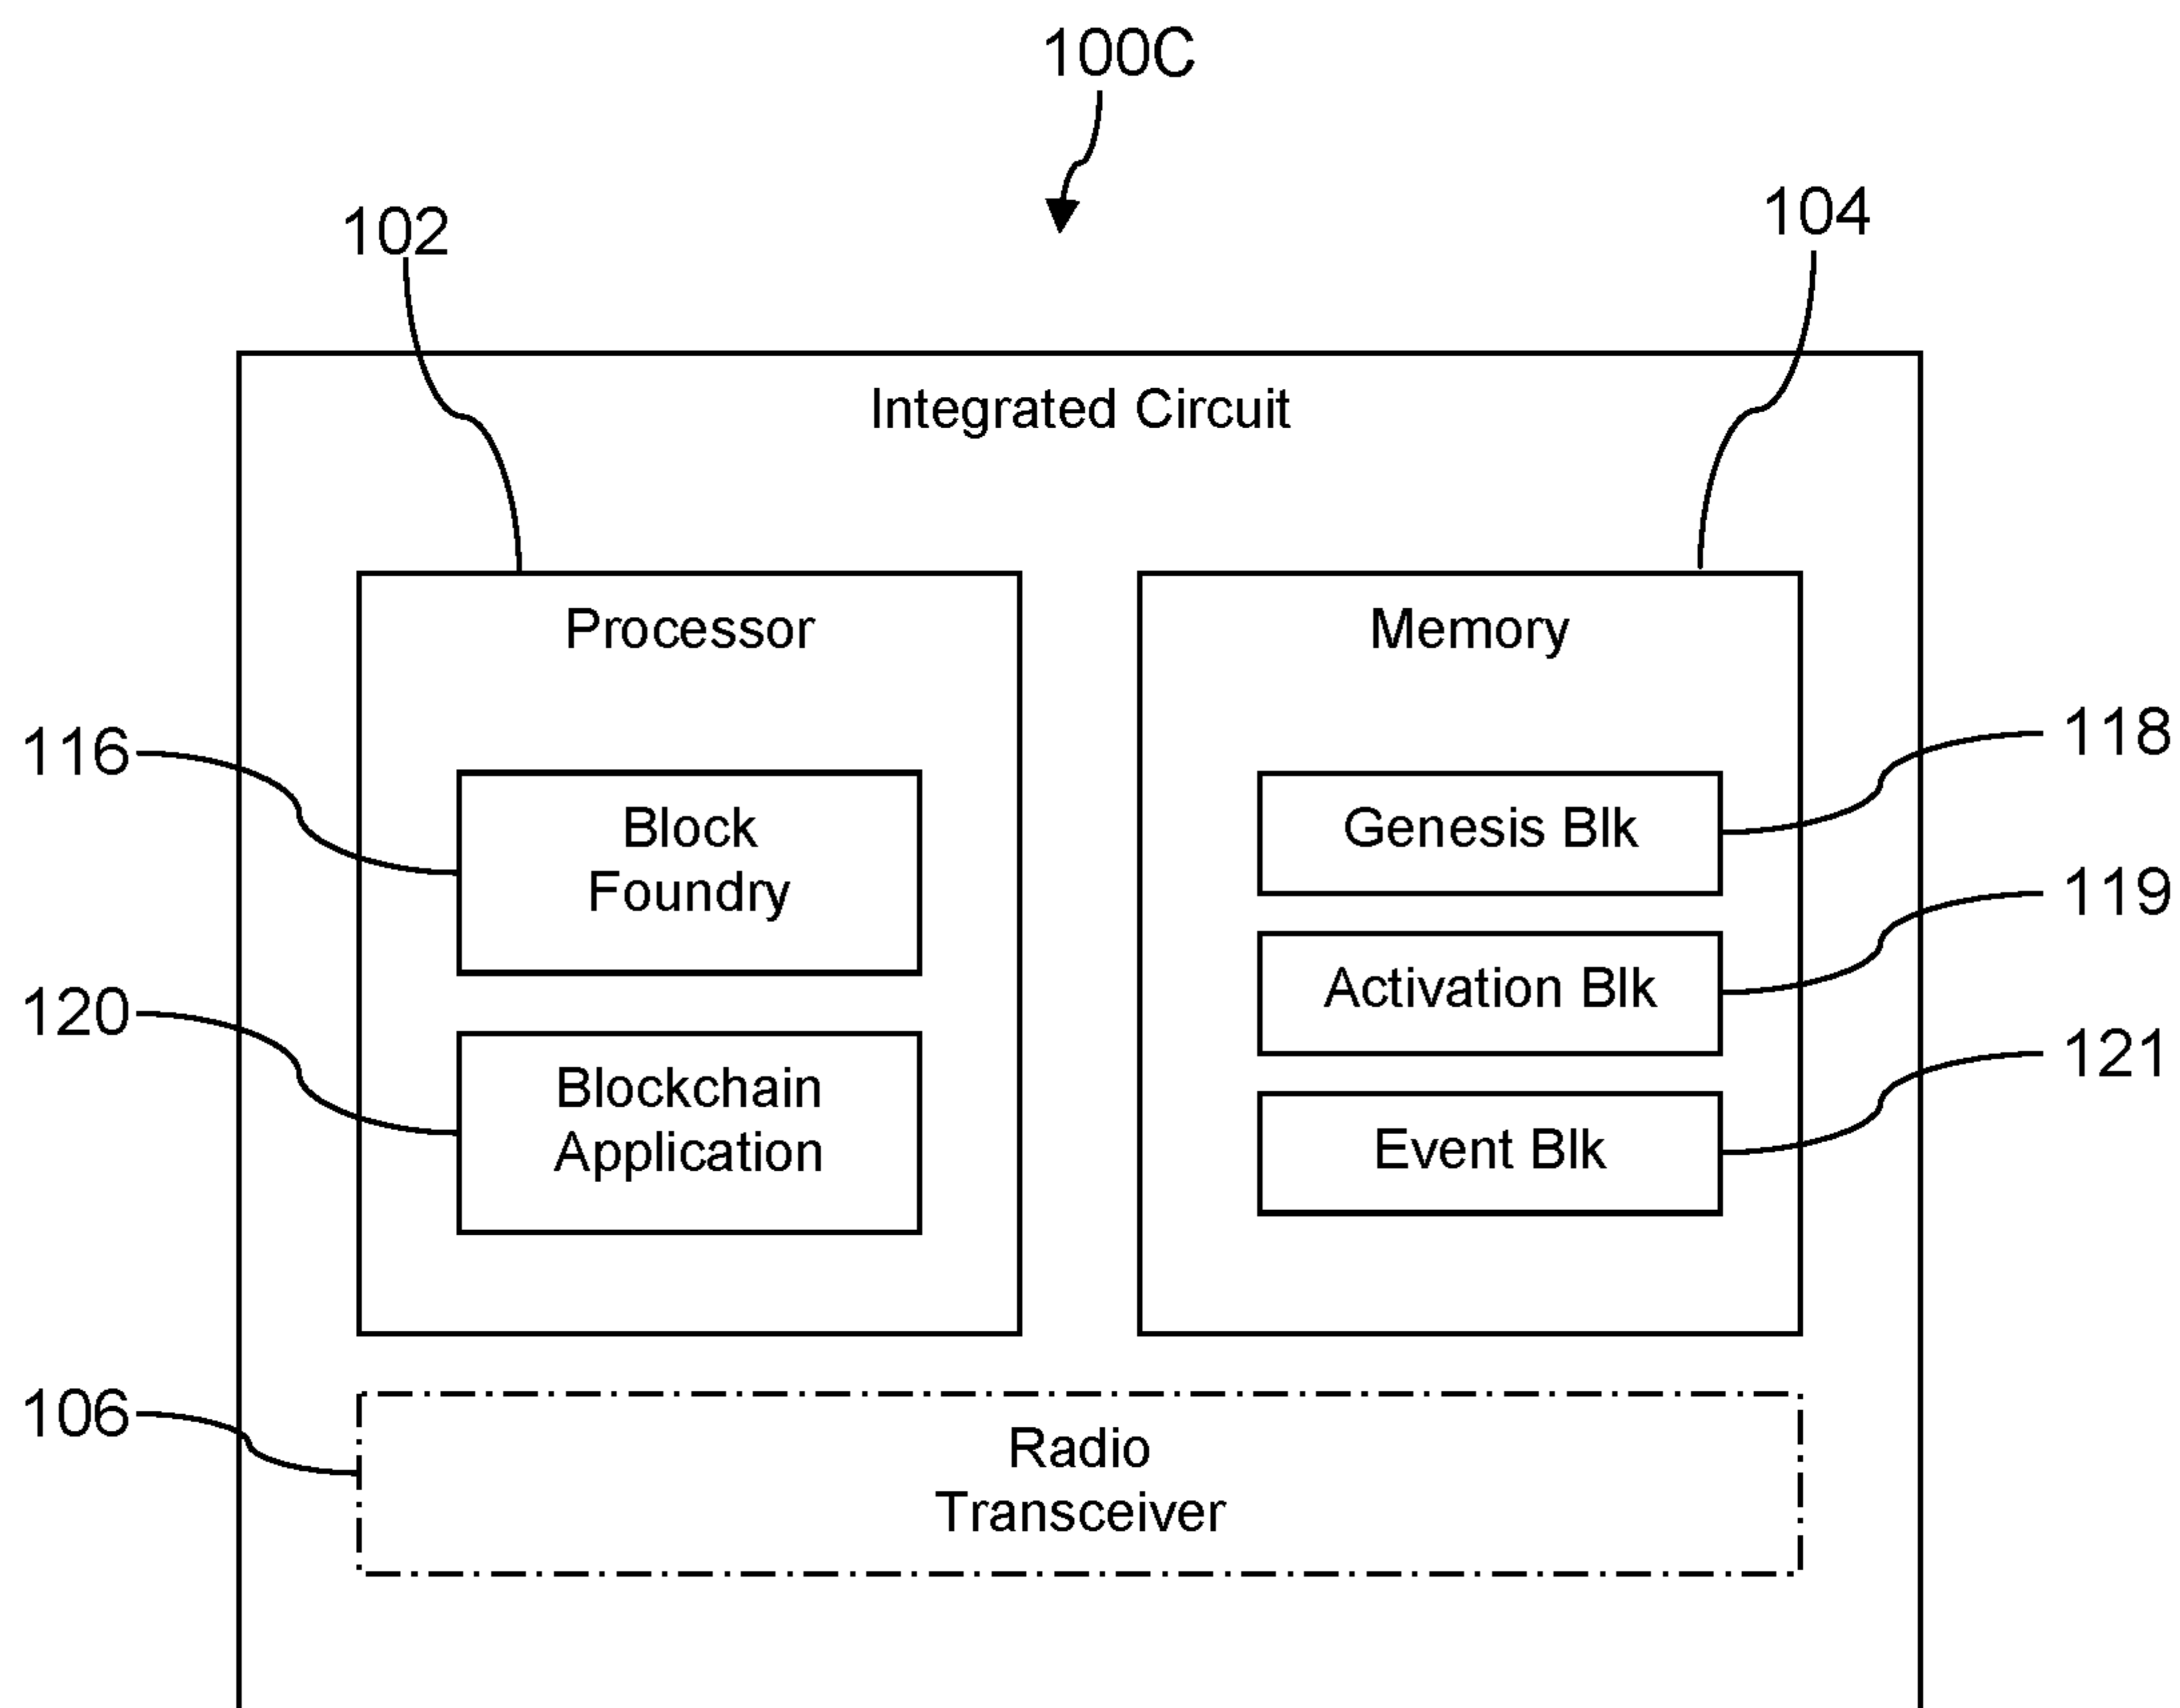 100C
102
104
Integrated Circuit
Processor
Memory
116
Block
Foundry
118
Genesis Blk
119
Activation Blk
120
Blockchain
Application
121
Event Blk
106
Radio
Transceiver